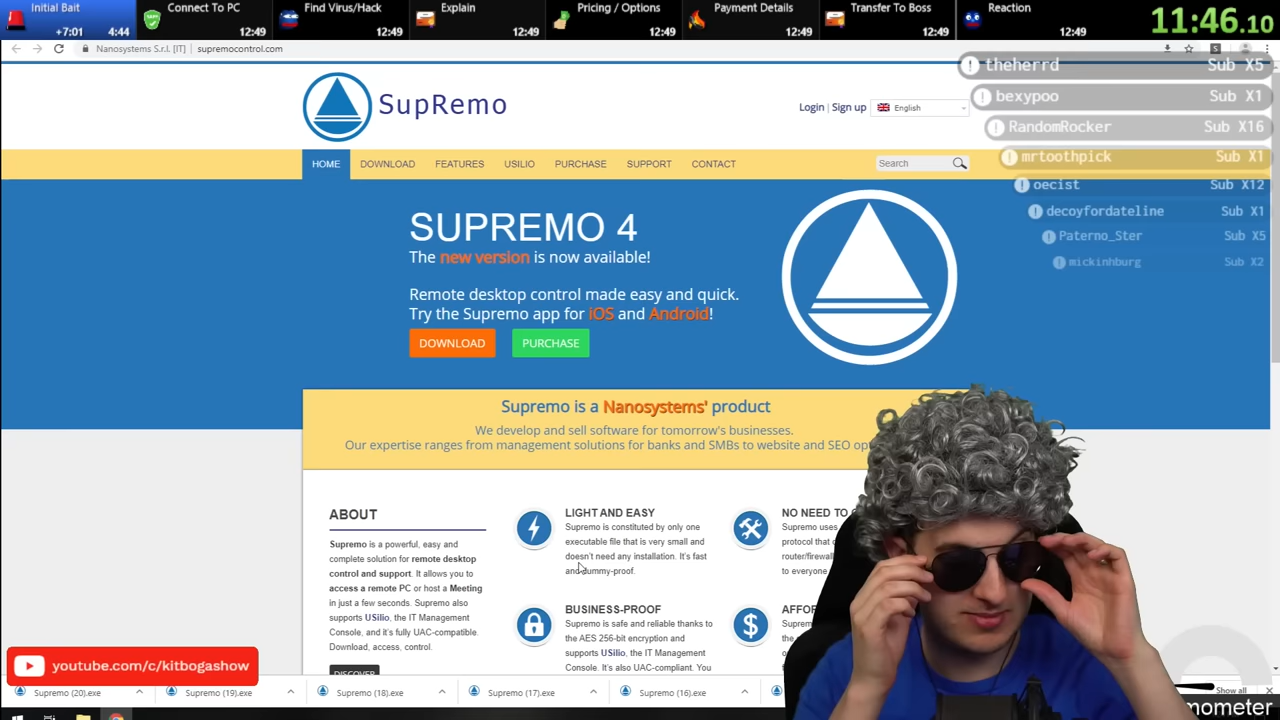 Initial Bait
+7:01 4:44
Connect To PC
12:49
Find Virus/Hack
12:49
Explain
12:49
Pricing / Options
12:49
Payment Details
12:49
Transfer To Boss
12:49
Reaction
12:49
11:46.10
Nanosystems S.r.l. [IT] | supremocontrol.com
theherrd Sub X5
bexypoo Sub X1
RandomRocker Sub X16
mrtoothpick Sub X1
oecist Sub X12
decoyfordateline Sub X1
Paterno_Ster Sub X5
mickinhburg Sub X2
SupRemo
Login | Sign up
English
HOME DOWNLOAD FEATURES USILIO PURCHASE SUPPORT CONTACT
Search
SUPREMO 4
The new version is now available!
Remote desktop control made easy and quick.
Try the Supremo app for iOS and Android!
DOWNLOAD PURCHASE
Supremo is a Nanosystems' product
We develop and sell software for tomorrow's businesses.
Our expertise ranges from management solutions for banks and SMBs to website and SEO
ABOUT
Supremo is a powerful, easy and
complete solution for remote desktop
control and support. It allows you to
access a remote PC or host a Meeting
in just a few seconds. Supremo also
supports USilio, the IT Management
Console, and it's fully UAC-compatible.
Download, access, control.
DISCOVER
LIGHT AND EASY
Supremo is constituted by only one
executable file that is very small and
doesn't need any installation. It's fast
and dummy-proof.
BUSINESS-PROOF
Supremo is safe and reliable thanks to
the AES 256-bit encryption and
supports USilio, the IT Management
Console. It's also UAC-compliant. You
NO NEED TO
Supremo uses
protocol that
router/firewall
to everyone
youtube.com/c/kitbogashow
Supremo (20).exe
Supremo (19).exe
Supremo (18).exe
Supremo (17).exe
Supremo (16).exe
Show all
mometer